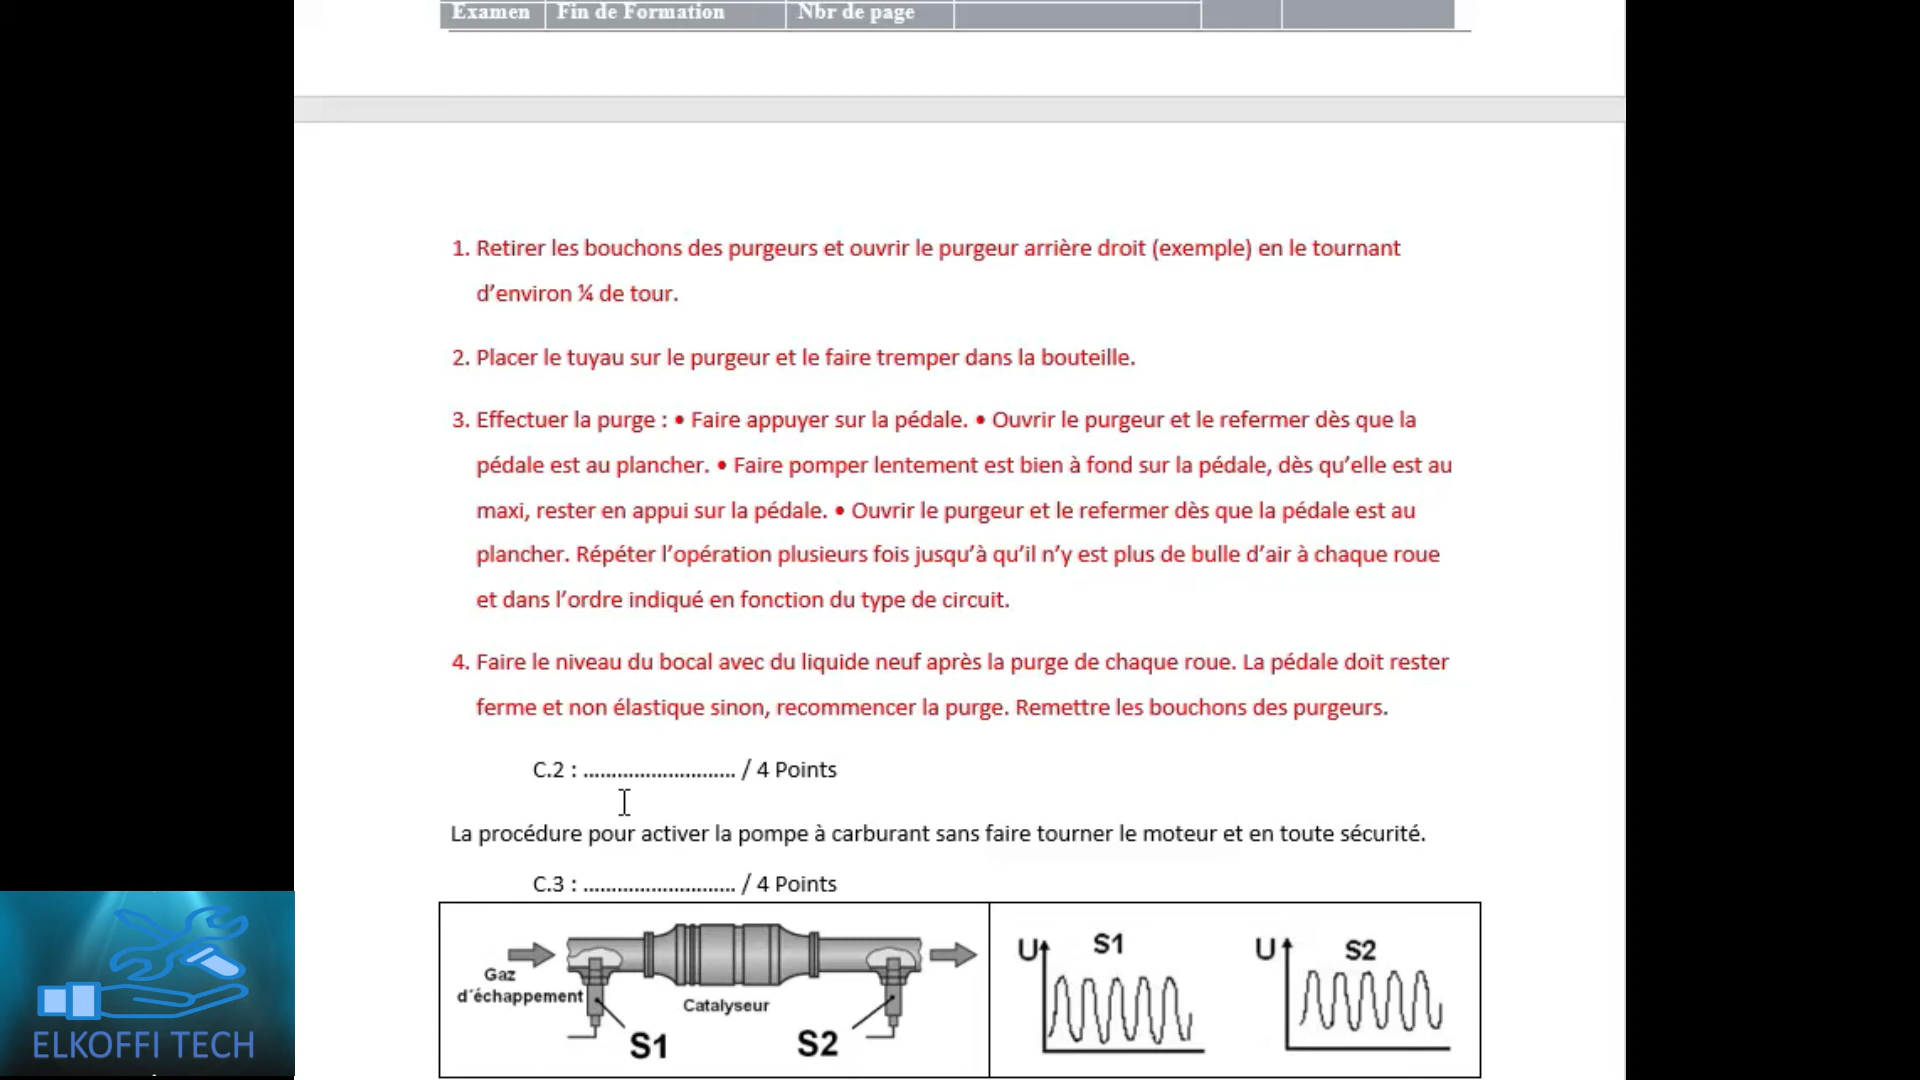 Examen Fin de Formation Nbr de page
1. Retirer les bouchons des purgeurs et ouvrir le purgeur arrière droit (exemple) en le tournant
d’environ ¼ de tour.
2. Placer le tuyau sur le purgeur et le faire tremper dans la bouteille.
3. Effectuer la purge : • Faire appuyer sur la pédale. • Ouvrir le purgeur et le refermer dès que la
pédale est au plancher. • Faire pomper lentement est bien à fond sur la pédale, dès qu’elle est au
maxi, rester en appui sur la pédale. • Ouvrir le purgeur et le refermer dès que la pédale est au
plancher. Répéter l’opération plusieurs fois jusqu’à qu’il n’y est plus de bulle d’air à chaque roue
et dans l’ordre indiqué en fonction du type de circuit.
4. Faire le niveau du bocal avec du liquide neuf après la purge de chaque roue. La pédale doit rester
ferme et non élastique sinon, recommencer la purge. Remettre les bouchons des purgeurs.
C.2 : ........................... / 4 Points
La procédure pour activer la pompe à carburant sans faire tourner le moteur et en toute sécurité.
C.3 : ........................... / 4 Points
Gaz
d'échappement
Catalyseur
S1
S2
U
S1
U
S2
ELKOFFI TECH